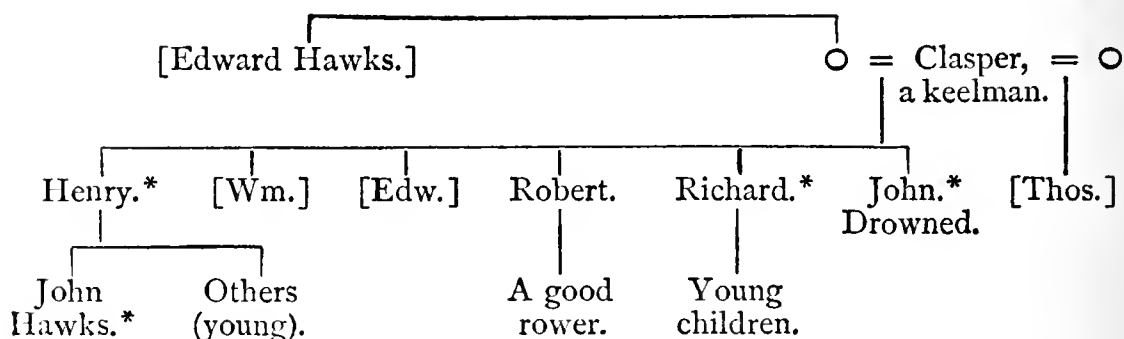 [Edward Hawks.] O = Clasper, = O
a keelman.
Henry.* [Wm.] [Edw.] Robert. Richard.* John.* [Thos.]
Drowned.
John Others A good Young
Hawks.* (young). rower. children.